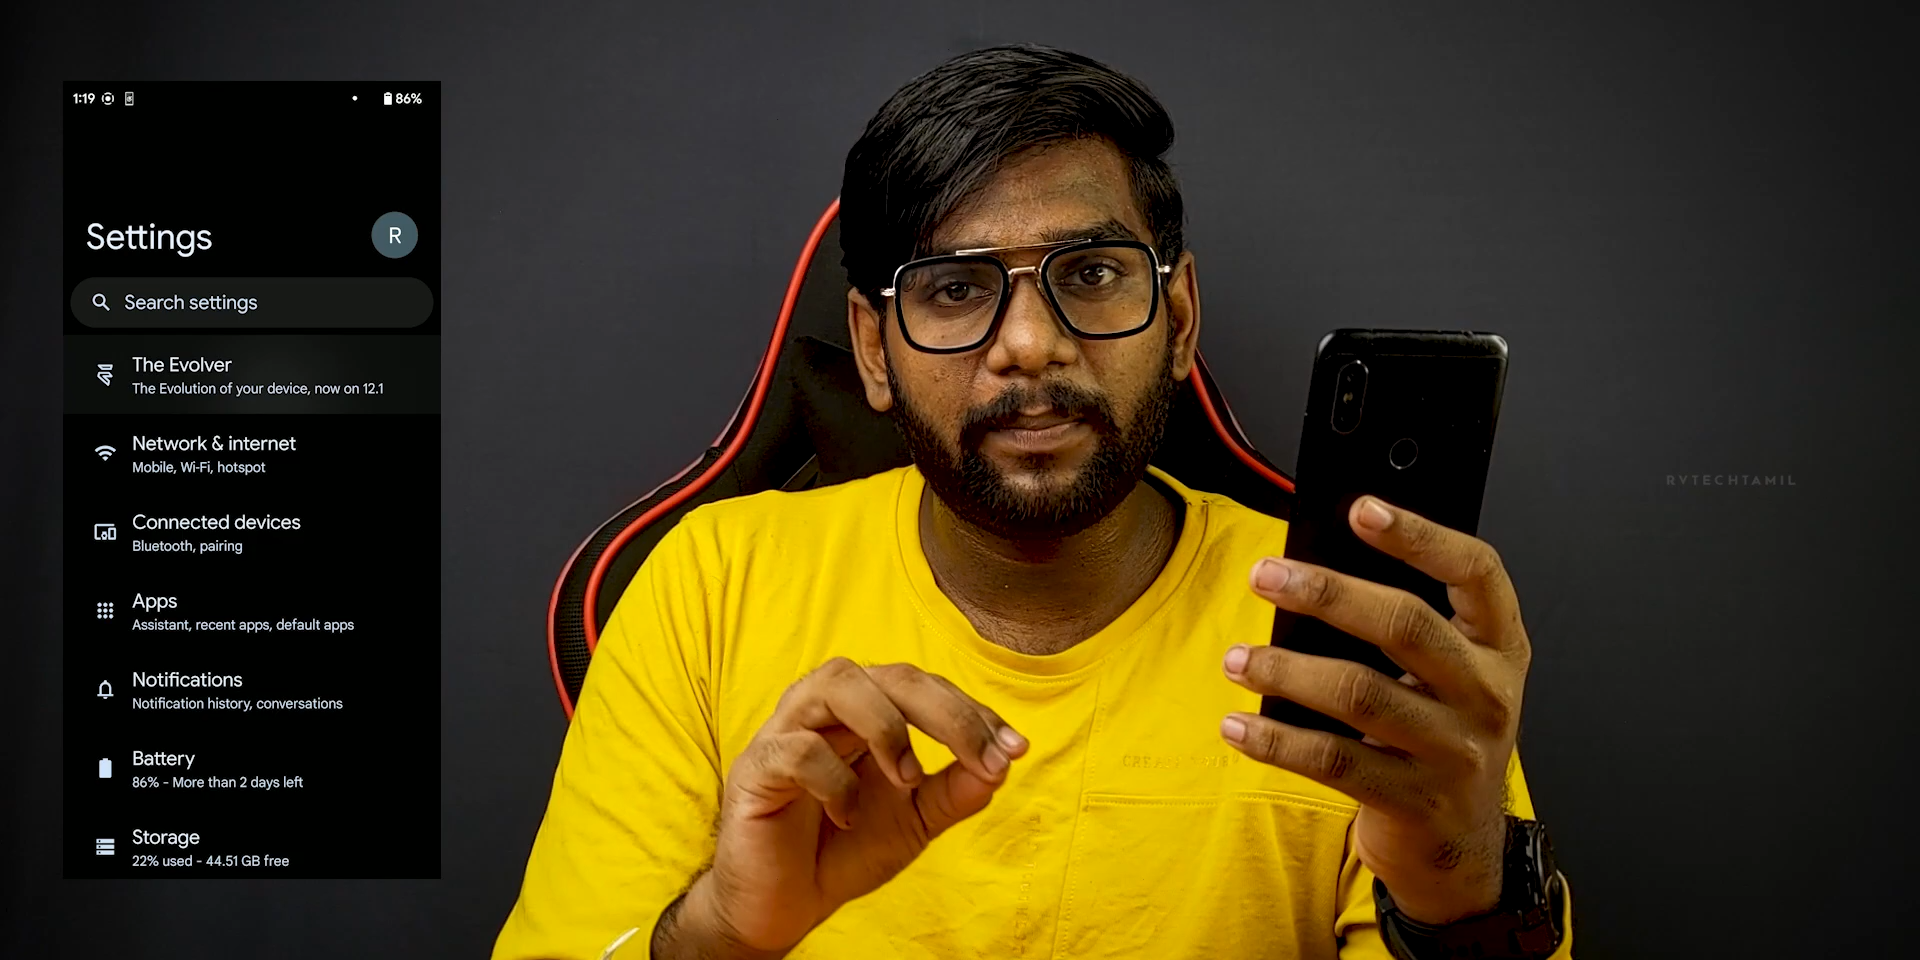 1:19
86%
Settings
R
Search settings
The Evolver
The Evolution of your device, now on 12.1
Network & internet
Mobile, Wi-Fi, hotspot
Connected devices
Bluetooth, pairing
Apps
Assistant, recent apps, default apps
Notifications
Notification history, conversations
Battery
86% - More than 2 days left
Storage
22% used - 44.51 GB free
RVTECHTAMIL